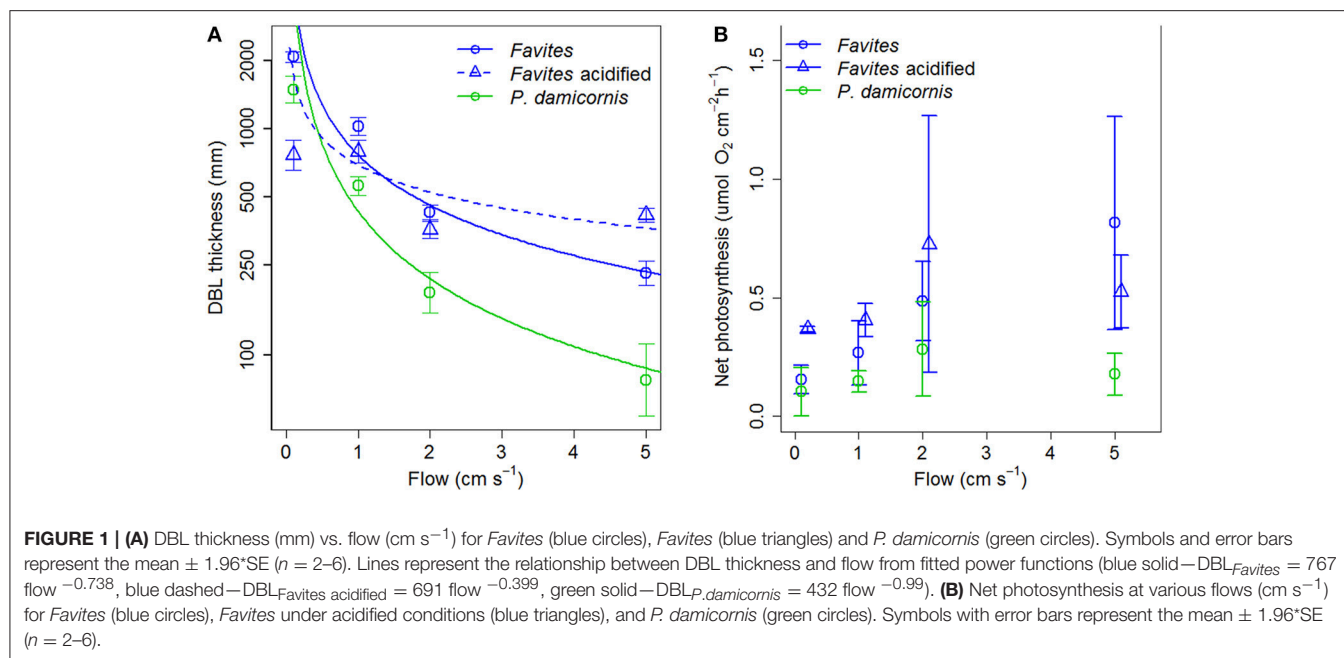 A
Favites
Favites acidified
P. damicornis
DBL thickness (mm)
2000
1000
500
250
100
0 1 2 3 4 5
Flow (cm s−1)
B
Favites
Favites acidified
P. damicornis
Net photosynthesis (umol O2 cm−2h−1)
1.5
1.0
0.5
0.0
0 1 2 3 4 5
Flow (cm s−1)
FIGURE 1 | (A) DBL thickness (mm) vs. flow (cm s−1) for Favites (blue circles), Favites (blue triangles) and P. damicornis (green circles). Symbols and error bars
represent the mean ± 1.96*SE (n = 2–6). Lines represent the relationship between DBL thickness and flow from fitted power functions (blue solid—DBLFavites = 767
flow −0.738, blue dashed—DBLFavites acidified = 691 flow −0.399, green solid—DBLP.damicornis = 432 flow −0.99). (B) Net photosynthesis at various flows (cm s−1)
for Favites (blue circles), Favites under acidified conditions (blue triangles), and P. damicornis (green circles). Symbols with error bars represent the mean ± 1.96*SE
(n = 2–6).